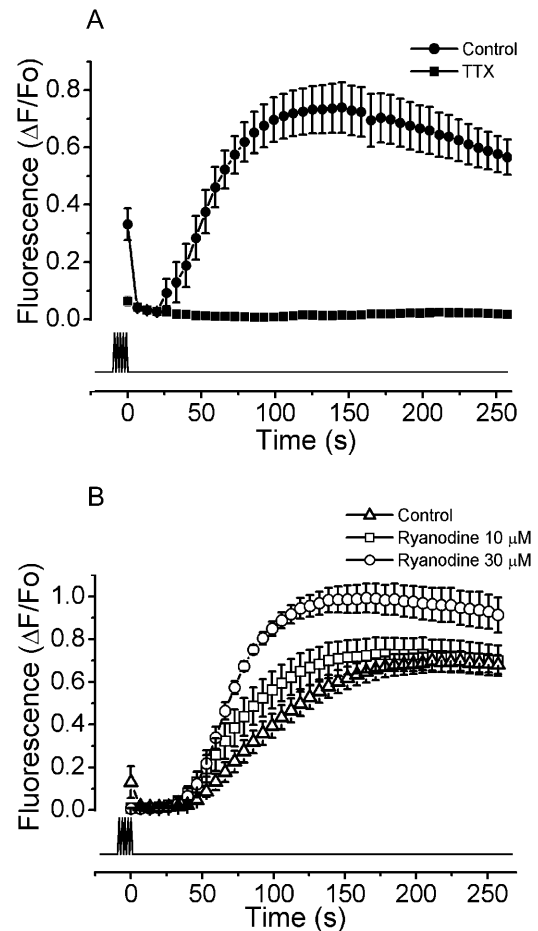 A
Control
TTX
Fluorescence (ΔF/Fo)
0.8
0.6
0.4
0.2
0.0
0 50 100 150 200 250
Time (s)
B
Control
Ryanodine 10 μM
Ryanodine 30 μM
Fluorescence (ΔF/Fo)
1.0
0.8
0.6
0.4
0.2
0.0
0 50 100 150 200 250
Time (s)